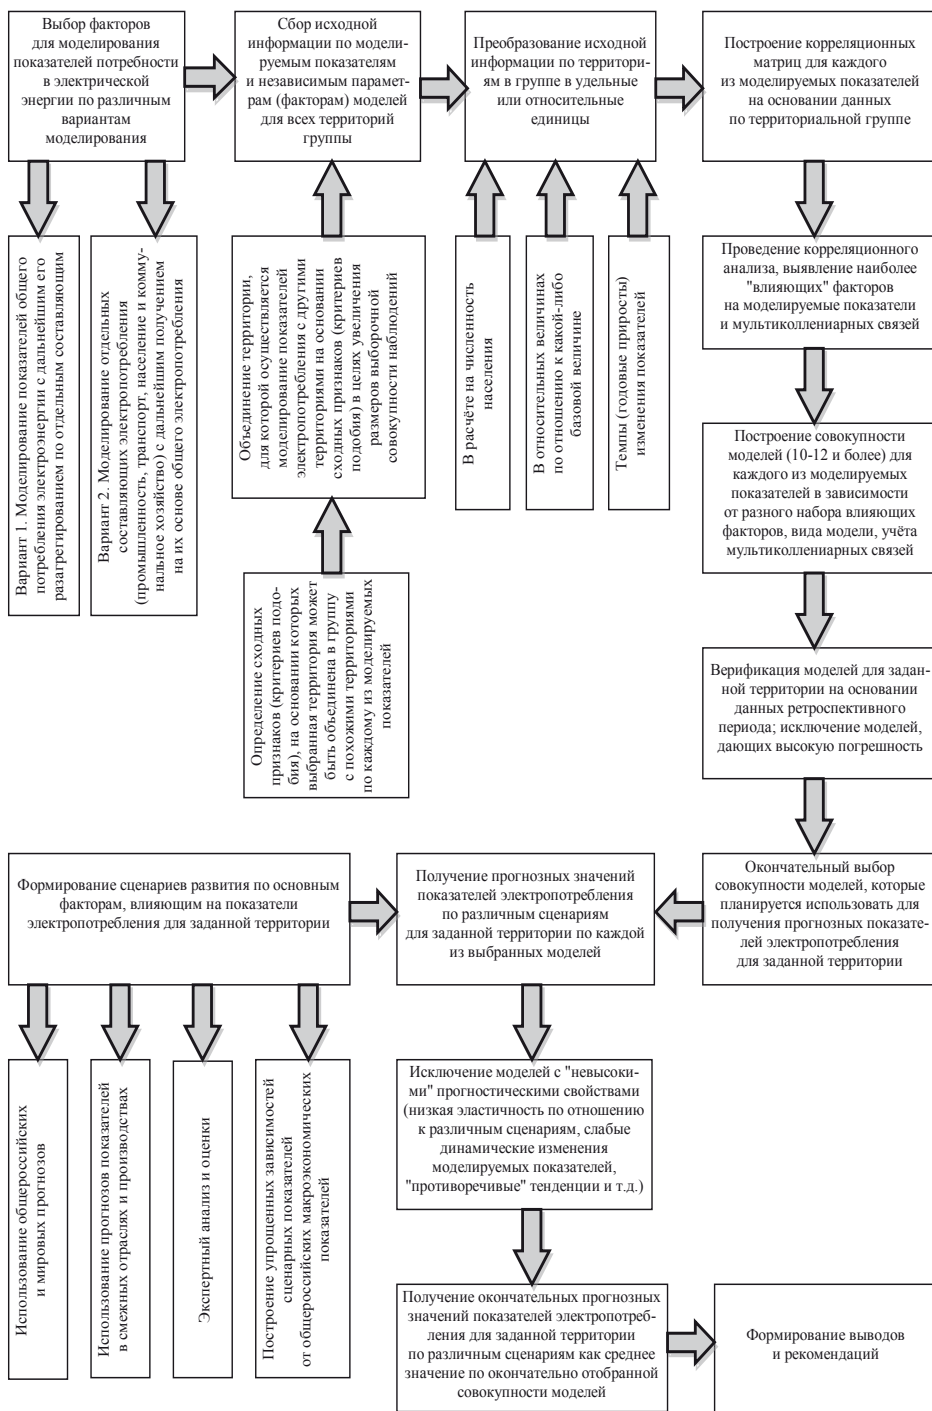 Выбор факторов
для моделирования
показателей потребности
в электрической
энергии по различным
вариантам
моделирования
Сбор исходной
информации по модели-
руемым показателям
и независимым парамет-
рам (факторам) моделей
для всех территорий
группы
Преобразование исходной
информации по территори-
ям в группе в удельные
или относительные
единицы
Построение корреляционных
матриц для каждого
из моделируемых показателей
на основании данных
по территориальной группе
Вариант 1. Моделирование показателей общего
потребления электроэнергии с дальнейшим его
разагрегированием по отдельным составляющим
Вариант 2. Моделирование отдельных
составляющих электропотребления
(промышленность, транспорт, население и комму-
нальное хозяйство) с дальнейшим получением
на их основе общего электропотребления
Объединение территории,
для которой осуществляется
моделирование показателей
электропотребления с другими
территориями на основании
сходных признаков (критериев
подобия) в целях увеличения
размеров выборочной
совокупности наблюдений
В расчёте на численность
населения
В относительных величинах
по отношению к какой-либо
базовой величине
Темпы (годовые приросты)
изменения показателей
Проведение корреляционного
анализа, выявление наиболее
"влияющих" факторов
на моделируемые показатели
и мультиколлениарных связей
Построение совокупности
моделей (10-12 и более) для
каждого из моделируемых
показателей в зависимости
от разного набора влияющих
факторов, вида модели, учёта
мультиколлениарных связей
Определение сходных
признаков (критериев подо-
бия), на основании которых
выбранная территория может
быть объединена в группу
с похожими территориями
по каждому из моделируемых
показателей
Верификация моделей для задан-
ной территории на основании
данных ретроспективного
периода; исключение моделей,
дающих высокую погрешность
Формирование сценариев развития по основным
факторам, влияющим на показатели
электропотребления для заданной территории
Получение прогнозных значений
показателей электропотребления
по различным сценариям
для заданной территории по каждой
из выбранных моделей
Окончательный выбор
совокупности моделей, которые
планируется использовать для
получения прогнозных показате-
лей электропотребления
для заданной территории
Использование общероссийских
и мировых прогнозов
Использование прогнозов показателей
в смежных отраслях и производствах
Экспертный анализ и оценки
Построение упрощенных зависимостей
сценарных показателей
от общероссийских макроэкономических
показателей
Исключение моделей с "невысоки-
ми" прогностическими свойствами
(низкая эластичность по отношению
к различным сценариям, слабые
динамические изменения
моделируемых показателей,
"противоречивые" тенденции и т.д.)
Получение окончательных прогнозных
значений показателей электропотреб-
ления для заданной территории
по различным сценариям как среднее
значение по окончательно отобранной
совокупности моделей
Формирование выводов
и рекомендаций